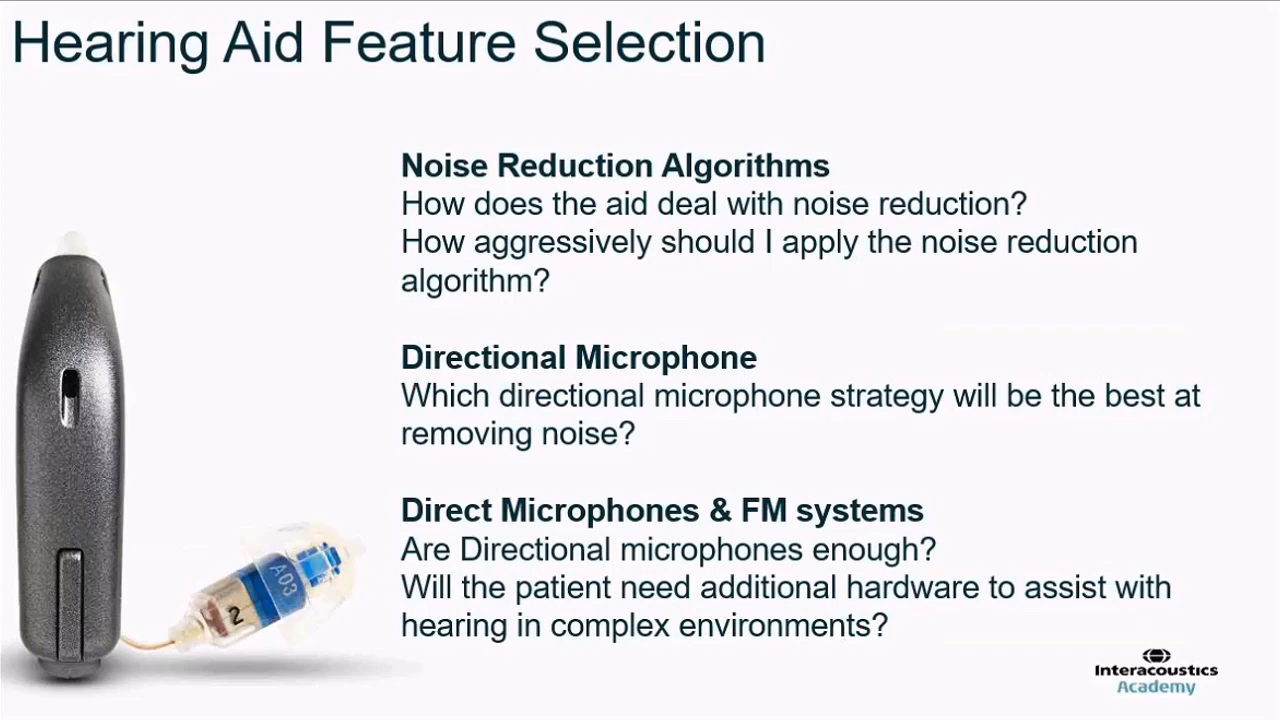 Hearing Aid Feature Selection
Noise Reduction Algorithms
How does the aid deal with noise reduction?
How aggressively should I apply the noise reduction
algorithm?
Directional Microphone
Which directional microphone strategy will be the best at
removing noise?
Direct Microphones & FM systems
Are Directional microphones enough?
Will the patient need additional hardware to assist with
hearing in complex environments?
A03
2
Interacoustics
Academy